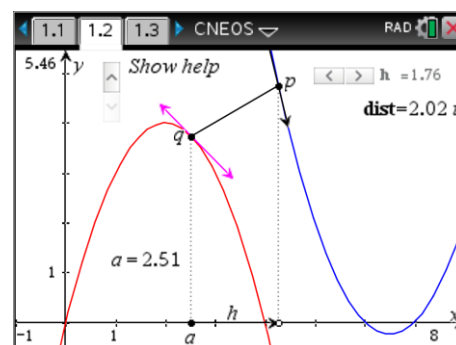 1.1 1.2 1.3 CNEOS RAD
5.46 y Show help h =1.76
p
dist=2.02
q
a=2.51
1
h
x
-1 1 a 8